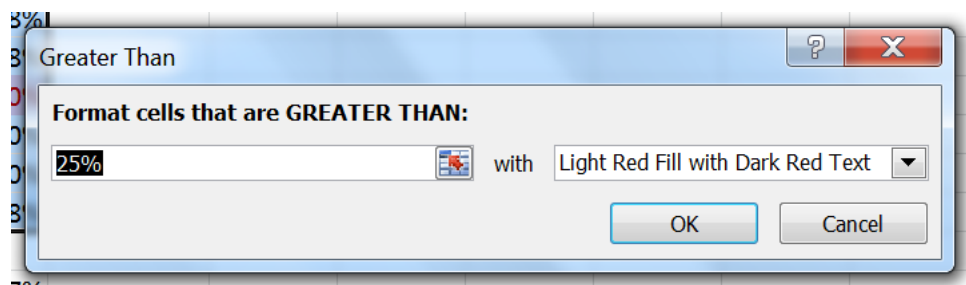 Greater Than
Format cells that are GREATER THAN:
25% with Light Red Fill with Dark Red Text
OK Cancel